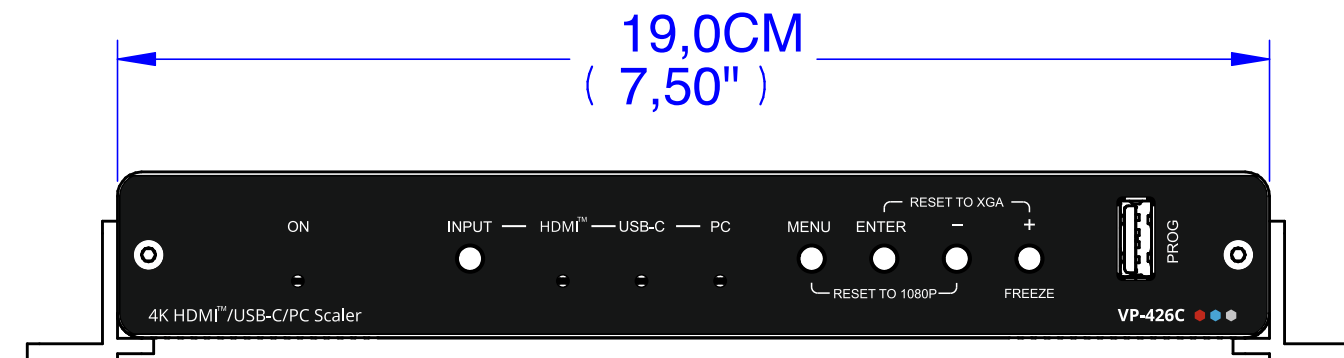 19,0CM
( 7,50" )
RESET TO XGA
ON
INPUT
HDMI™
USB-C
PC
MENU
ENTER
−
+
PROG
RESET TO 1080P
FREEZE
4K HDMI™/USB-C/PC Scaler
VP-426C